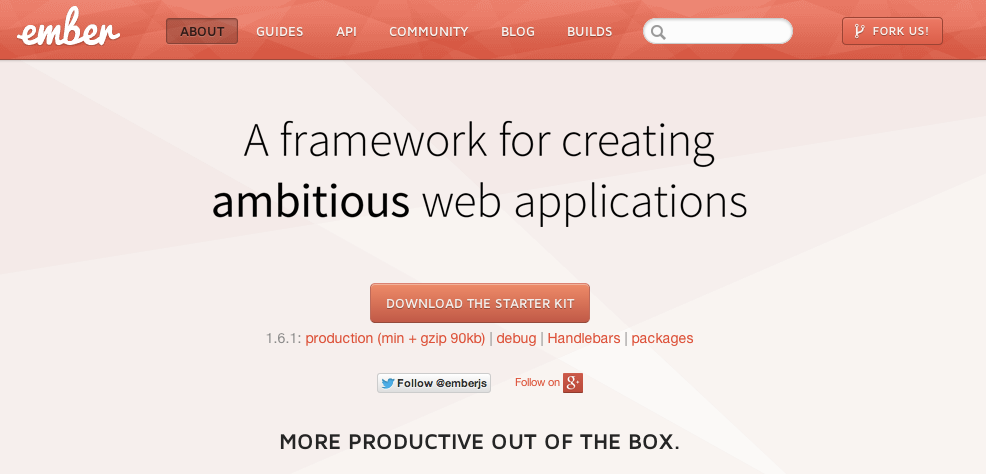 ember ABOUT GUIDES API COMMUNITY BLOG BUILDS FORK US!
A framework for creating
ambitious web applications
DOWNLOAD THE STARTER KIT
1.6.1: production (min + gzip 90kb) | debug | Handlebars | packages
Follow @emberjs Follow on g+
MORE PRODUCTIVE OUT OF THE BOX.